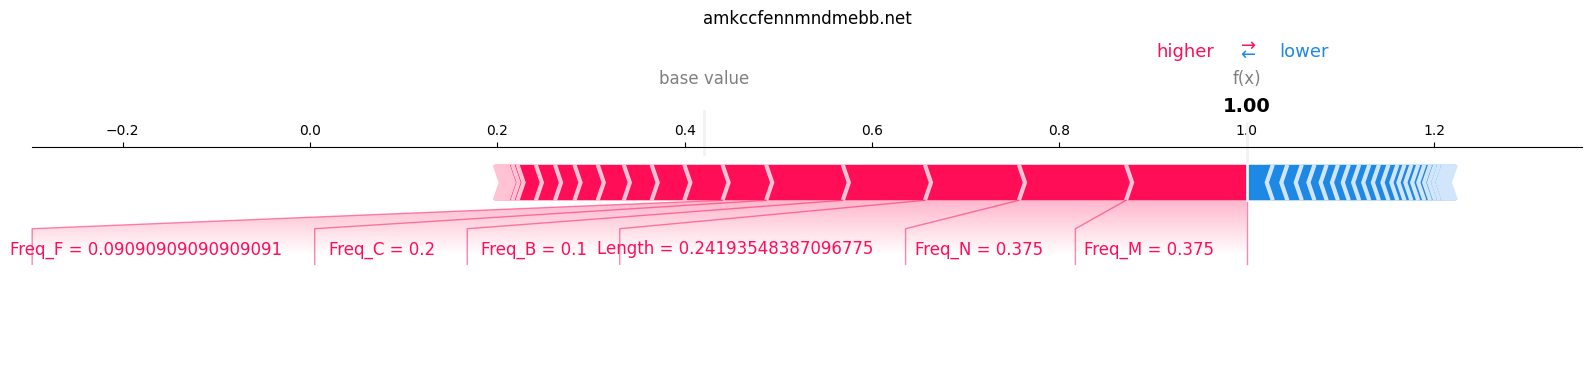 amkccfennmndmebb.net
higher ⇄ lower
base value f(x)
1.00
−0.2 0.0 0.2 0.4 0.6 0.8 1.0 1.2
Freq_F = 0.09090909090909091 Freq_C = 0.2 Freq_B = 0.1 Length = 0.24193548387096775 Freq_N = 0.375 Freq_M = 0.375